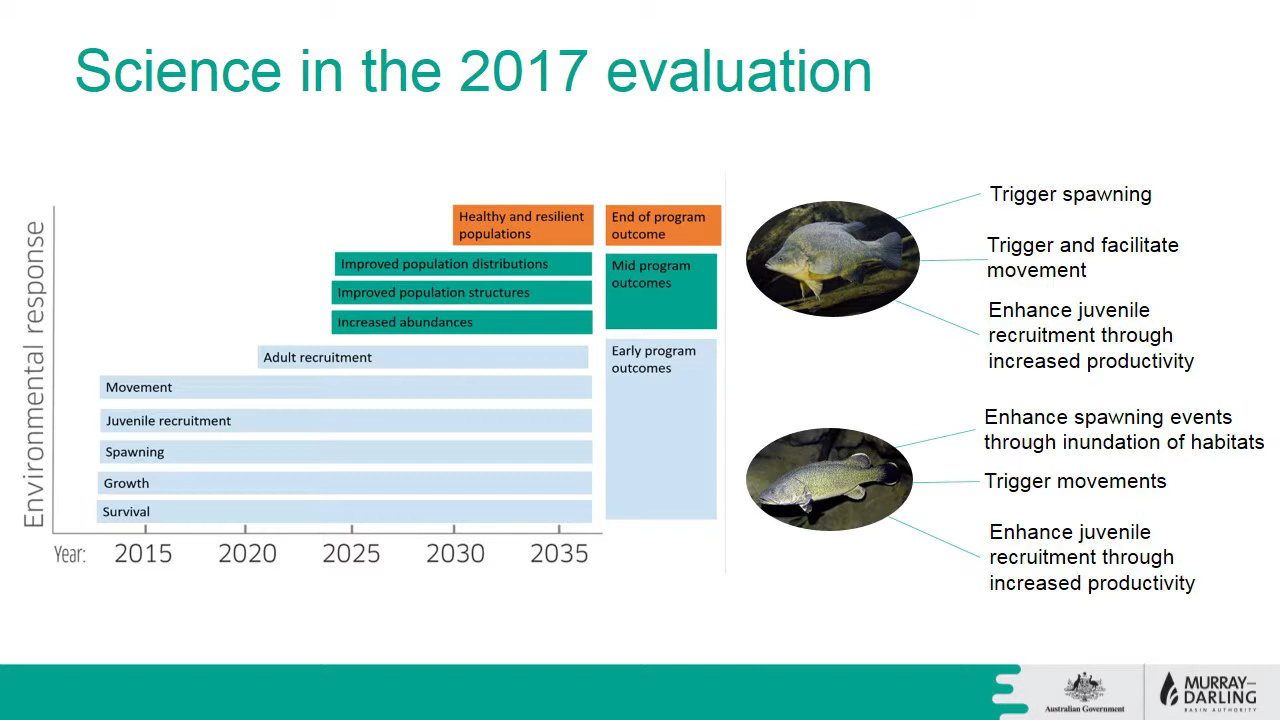 Science in the 2017 evaluation
Environmental response
Healthy and resilient
populations
End of program
outcome
Improved population distributions
Mid program
outcomes
Improved population structures
Increased abundances
Adult recruitment
Early program
outcomes
Movement
Juvenile recruitment
Spawning
Growth
Survival
Year: 2015 2020 2025 2030 2035
Trigger spawning
Trigger and facilitate
movement
Enhance juvenile
recruitment through
increased productivity
Enhance spawning events
through inundation of habitats
Trigger movements
Enhance juvenile
recruitment through
increased productivity
Australian Government
MURRAY–
DARLING
BASIN AUTHORITY